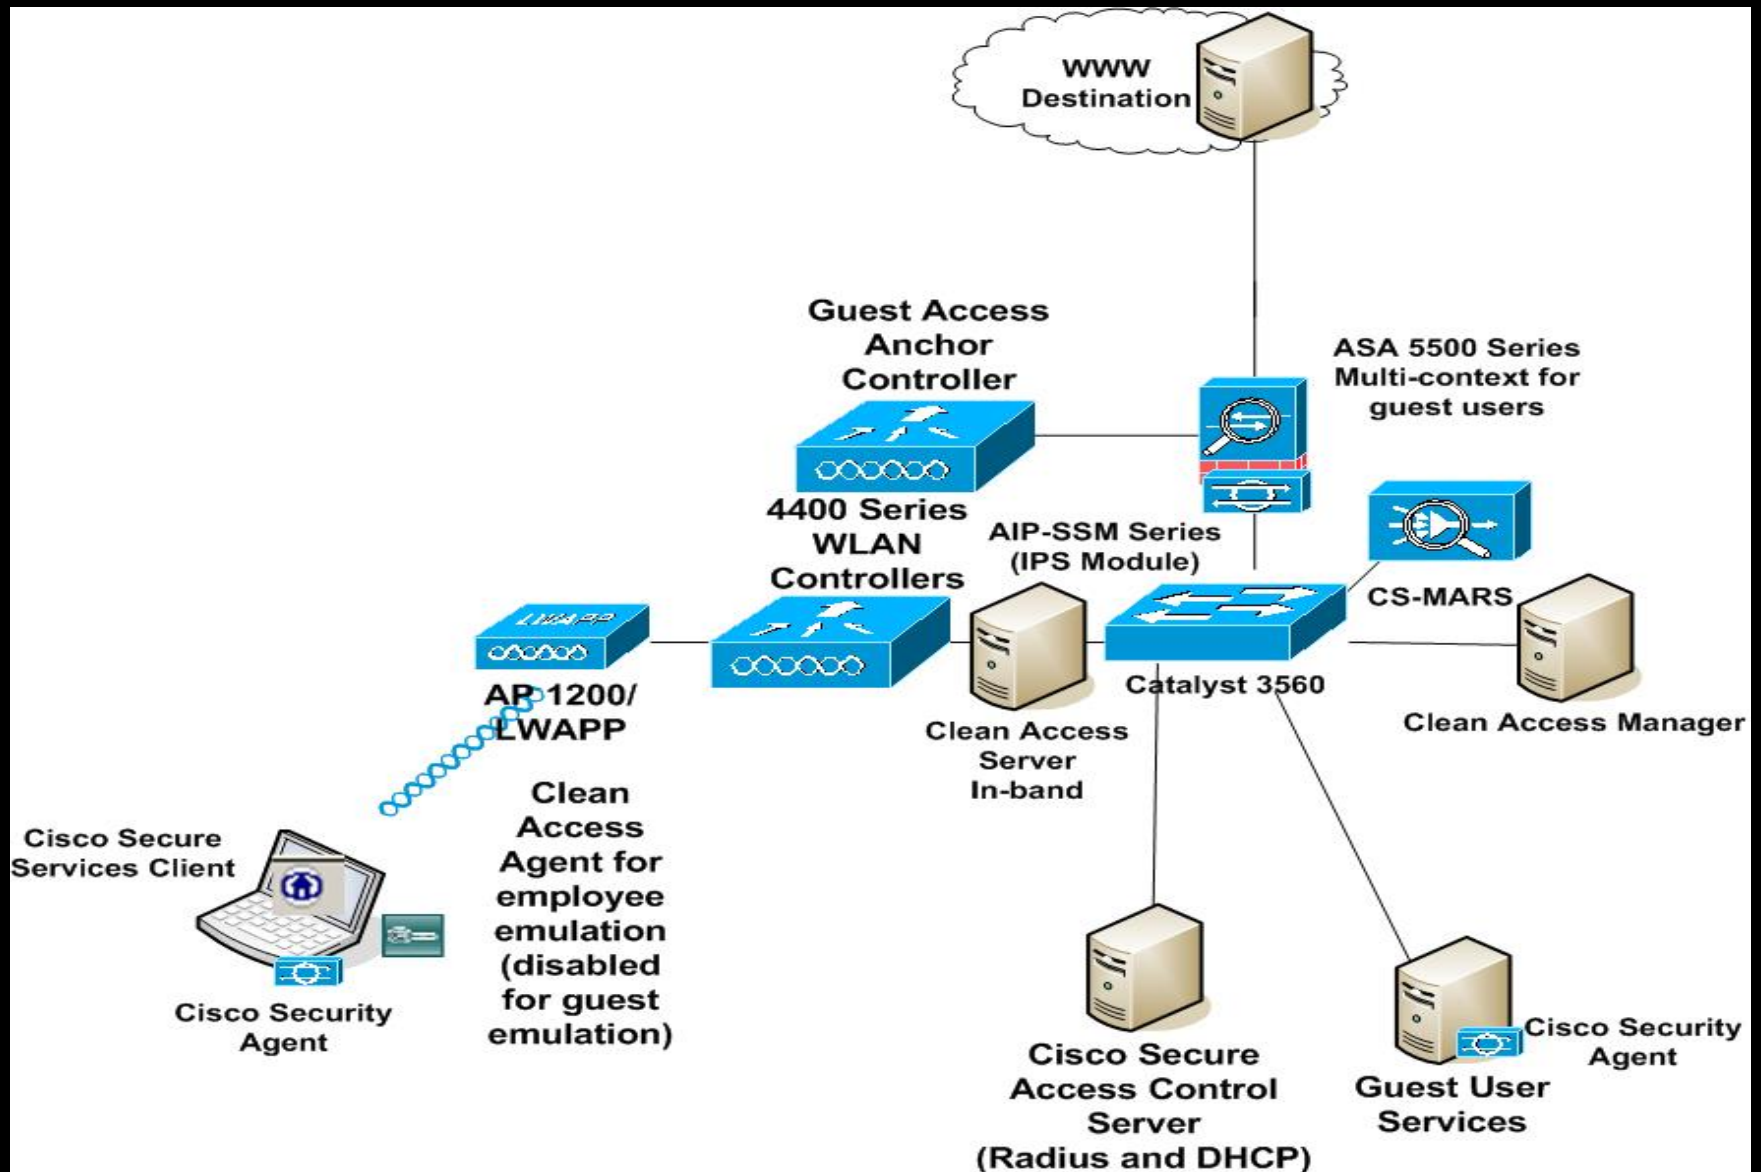 WWW
Destination
Guest Access
Anchor
Controller
ASA 5500 Series
Multi-context for
guest users
4400 Series
WLAN
Controllers
AIP-SSM Series
(IPS Module)
CS-MARS
LWAPP
AP 1200/
LWAPP
Catalyst 3560
Clean Access Manager
Clean Access
Server
In-band
Clean
Access
Agent for
employee
emulation
(disabled
for guest
emulation)
Cisco Secure
Services Client
Cisco Security
Agent
Cisco Secure
Access Control
Server
(Radius and DHCP)
Cisco Security
Agent
Guest User
Services